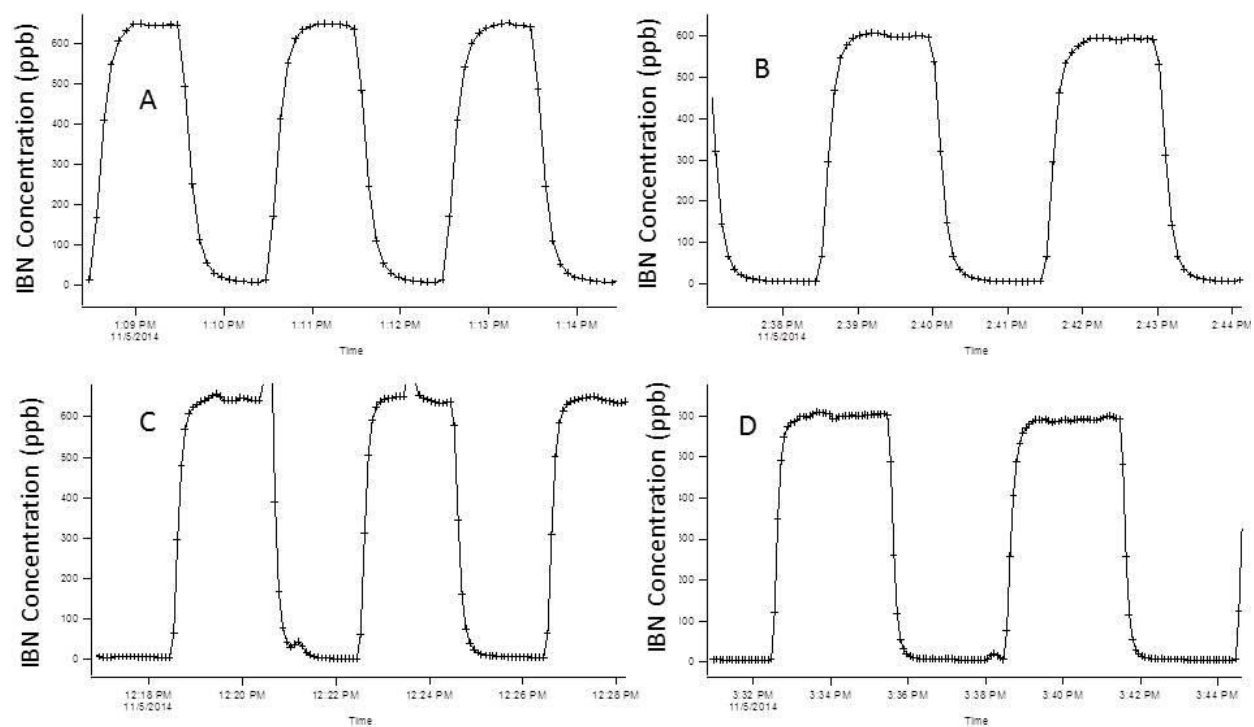 IBN Concentration (ppb)
600
500
400
300
200
100
0
A
1:09 PM
11/5/2014
1:10 PM
1:11 PM
1:12 PM
1:13 PM
1:14 PM
Time
IBN Concentration (ppb)
600
500
400
300
200
100
0
B
2:38 PM
11/5/2014
2:39 PM
2:40 PM
2:41 PM
2:42 PM
2:43 PM
2:44 PM
Time
IBN Concentration (ppb)
600
500
400
300
200
100
0
C
12:18 PM
11/5/2014
12:20 PM
12:22 PM
12:24 PM
12:26 PM
12:28 PM
Time
IBN Concentration (ppb)
600
500
400
300
200
100
0
D
3:32 PM
11/5/2014
3:34 PM
3:36 PM
3:38 PM
3:40 PM
3:42 PM
3:44 PM
Time